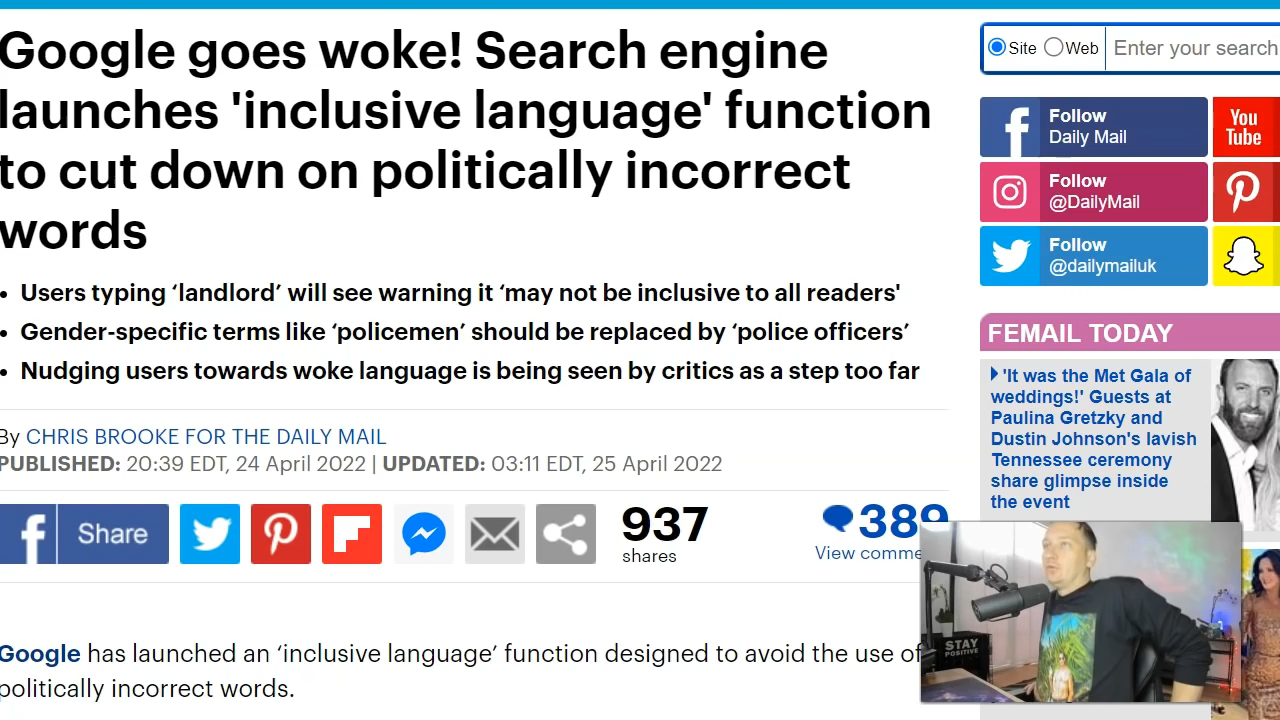 Google goes woke! Search engine
launches 'inclusive language' function
to cut down on politically incorrect
words
• Users typing ‘landlord’ will see warning it ‘may not be inclusive to all readers'
• Gender-specific terms like ‘policemen’ should be replaced by ‘police officers’
• Nudging users towards woke language is being seen by critics as a step too far
By CHRIS BROOKE FOR THE DAILY MAIL
PUBLISHED: 20:39 EDT, 24 April 2022 | UPDATED: 03:11 EDT, 25 April 2022
Share
937
shares
389
View
Google has launched an ‘inclusive language’ function designed to avoid the use of
politically incorrect words.
Site Web Enter your search
Follow
Daily Mail
You
Tube
Follow
@DailyMail
Follow
@dailymailuk
FEMAIL TODAY
'It was the Met Gala of
weddings!' Guests at
Paulina Gretzky and
Dustin Johnson's lavish
Tennessee ceremony
share glimpse inside
the event
STAY
POSITIVE